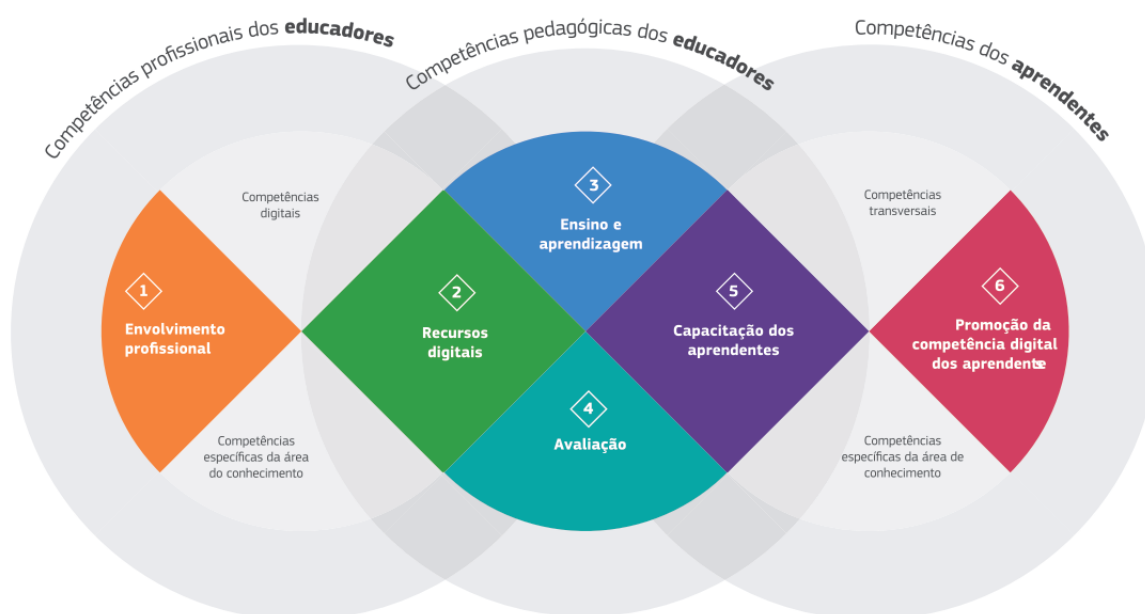 Competências profissionais dos educadores
Competências pedagógicas dos educadores
Competências dos aprendentes
Competências
digitais
Competências
transversais
1
Envolvimento
profissional
2
Recursos
digitais
3
Ensino e
aprendizagem
4
Avaliação
5
Capacitação dos
aprendentes
6
Promoção da
competência digital
dos aprendentes
Competências
específicas da área
do conhecimento
Competências
específicas da área de
conhecimento